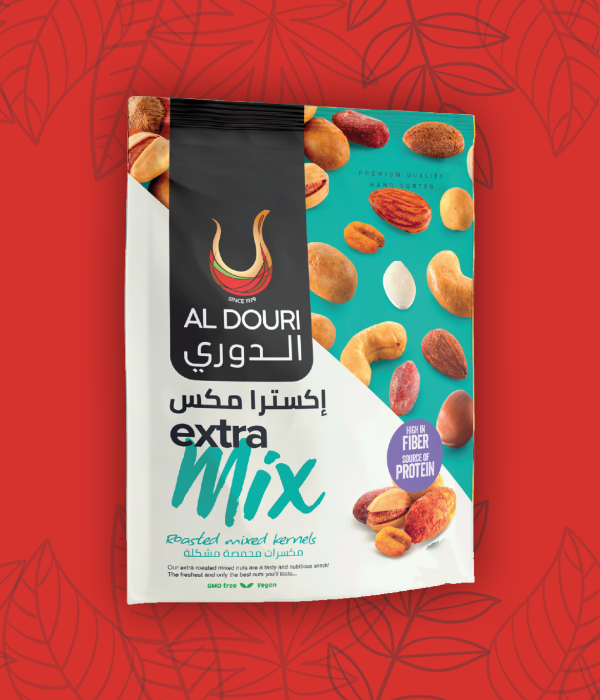 PREMIUM QUALITY
HAND SORTED
SINCE 1979
AL DOURI
الـدوري
إكسترا مكس
extra
Mix
HIGH IN
FIBER
SOURCE OF
PROTEIN
Roasted mixed kernels
مكسرات محمصة مشكلة
Our extra roasted mixed nuts are a tasty and nutritious snack!
The freshest and only the best nuts you'll taste...
GMO free Vegan